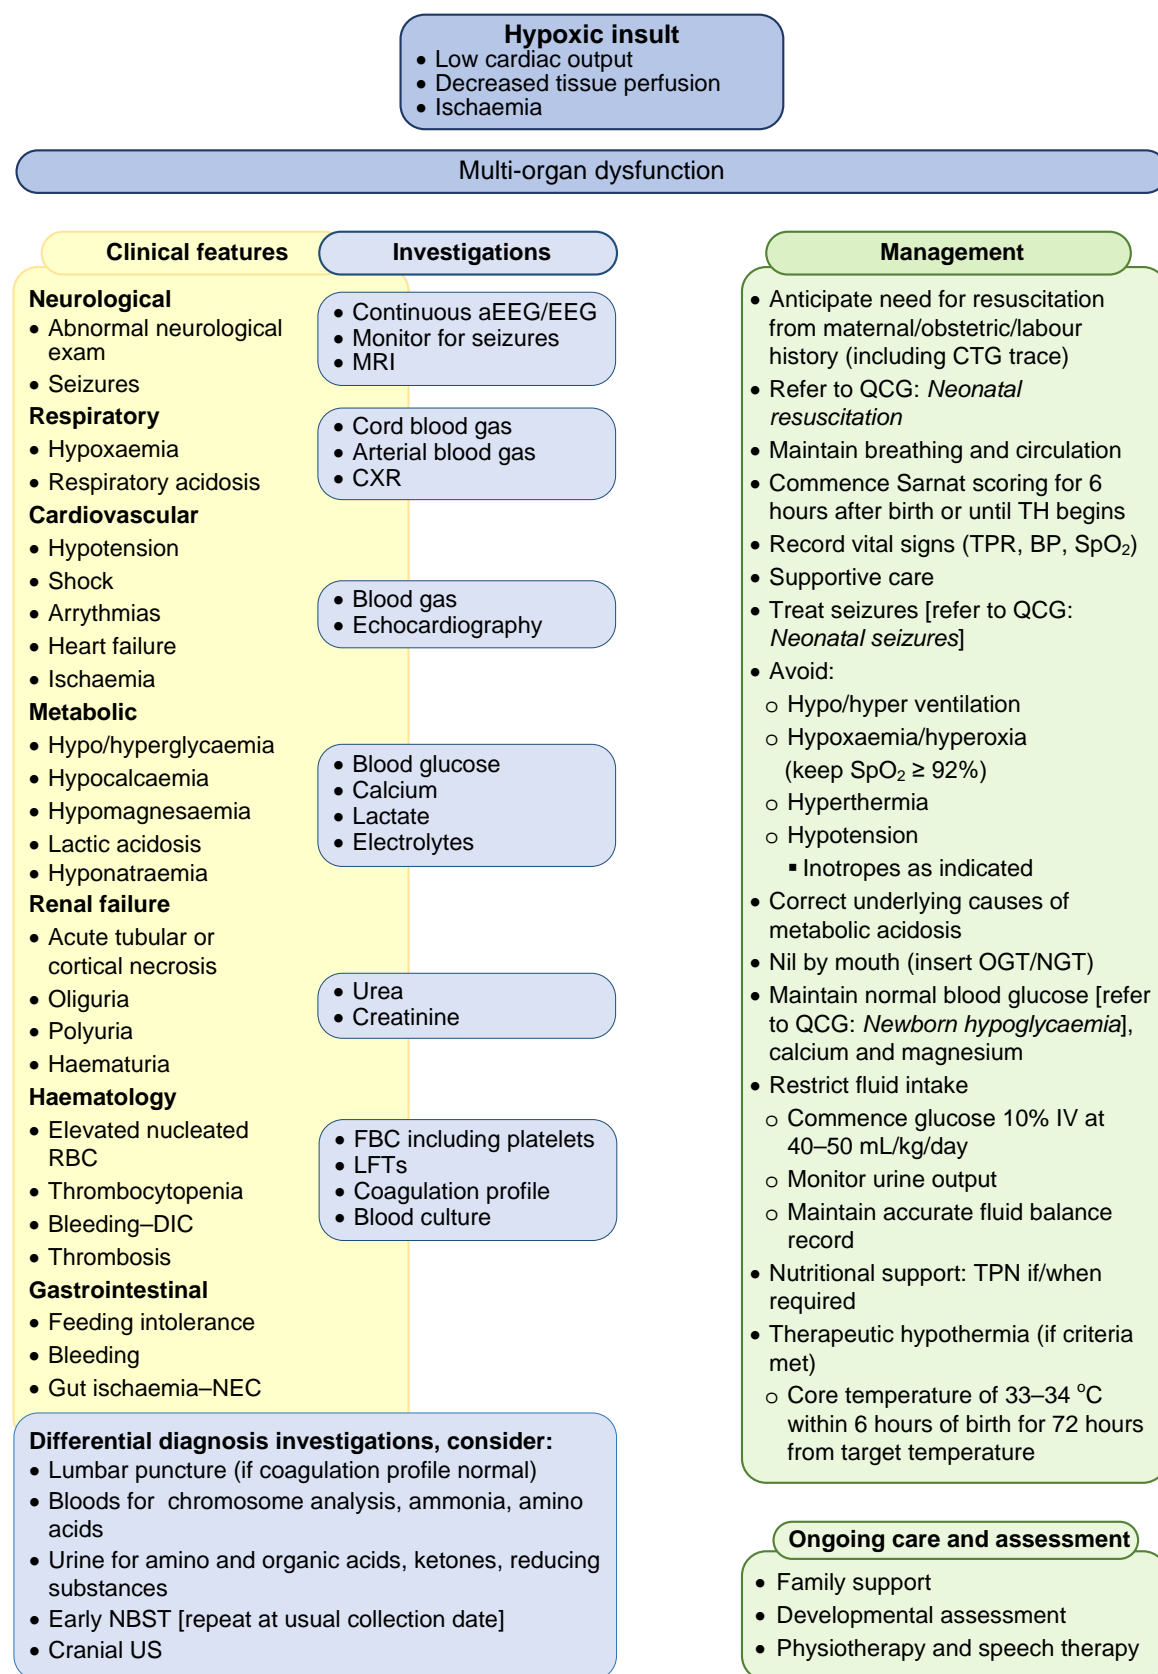 Hypoxic insult
• Low cardiac output
• Decreased tissue perfusion
• Ischaemia
Multi-organ dysfunction
Clinical features
Neurological
• Abnormal neurological
exam
• Seizures
Respiratory
• Hypoxaemia
• Respiratory acidosis
Cardiovascular
• Hypotension
• Shock
• Arrythmias
• Heart failure
• Ischaemia
Metabolic
• Hypo/hyperglycaemia
• Hypocalcaemia
• Hypomagnesaemia
• Lactic acidosis
• Hyponatraemia
Renal failure
• Acute tubular or
cortical necrosis
• Oliguria
• Polyuria
• Haematuria
Haematology
• Elevated nucleated
RBC
• Thrombocytopenia
• Bleeding–DIC
• Thrombosis
Gastrointestinal
• Feeding intolerance
• Bleeding
• Gut ischaemia–NEC
Investigations
• Continuous aEEG/EEG
• Monitor for seizures
• MRI
• Cord blood gas
• Arterial blood gas
• CXR
• Blood gas
• Echocardiography
• Blood glucose
• Calcium
• Lactate
• Electrolytes
• Urea
• Creatinine
• FBC including platelets
• LFTs
• Coagulation profile
• Blood culture
Differential diagnosis investigations, consider:
• Lumbar puncture (if coagulation profile normal)
• Bloods for chromosome analysis, ammonia, amino
acids
• Urine for amino and organic acids, ketones, reducing
substances
• Early NBST [repeat at usual collection date]
• Cranial US
Management
• Anticipate need for resuscitation
from maternal/obstetric/labour
history (including CTG trace)
• Refer to QCG: Neonatal
resuscitation
• Maintain breathing and circulation
• Commence Sarnat scoring for 6
hours after birth or until TH begins
• Record vital signs (TPR, BP, SpO₂)
• Supportive care
• Treat seizures [refer to QCG:
Neonatal seizures]
• Avoid:
o Hypo/hyper ventilation
o Hypoxaemia/hyperoxia
(keep SpO₂ ≥ 92%)
o Hyperthermia
o Hypotension
▪ Inotropes as indicated
• Correct underlying causes of
metabolic acidosis
• Nil by mouth (insert OGT/NGT)
• Maintain normal blood glucose [refer
to QCG: Newborn hypoglycaemia],
calcium and magnesium
• Restrict fluid intake
o Commence glucose 10% IV at
40–50 mL/kg/day
o Monitor urine output
o Maintain accurate fluid balance
record
• Nutritional support: TPN if/when
required
• Therapeutic hypothermia (if criteria
met)
o Core temperature of 33–34 °C
within 6 hours of birth for 72 hours
from target temperature
Ongoing care and assessment
• Family support
• Developmental assessment
• Physiotherapy and speech therapy